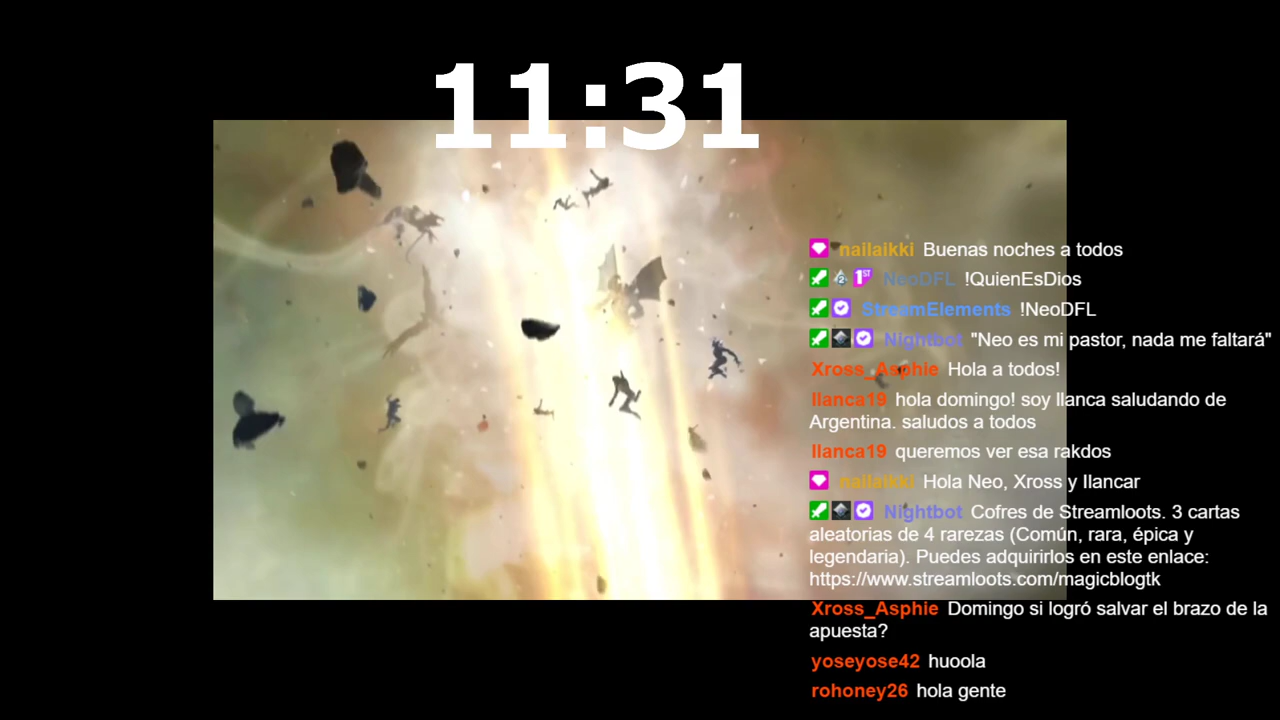 11:31
nailaikki Buenas noches a todos
1ST NeoDFL !QuienEsDios
StreamElements !NeoDFL
Nightbot "Neo es mi pastor, nada me faltará"
Xross_Asphie Hola a todos!
llanca19 hola domingo! soy llanca saludando de
Argentina. saludos a todos
llanca19 queremos ver esa rakdos
nailaikki Hola Neo, Xross y llancar
Nightbot Cofres de Streamloots. 3 cartas
aleatorias de 4 rarezas (Común, rara, épica y
legendaria). Puedes adquirirlos en este enlace:
https://www.streamloots.com/magicblogtk
Xross_Asphie Domingo si logró salvar el brazo de la
apuesta?
yoseyose42 huoola
rohoney26 hola gente